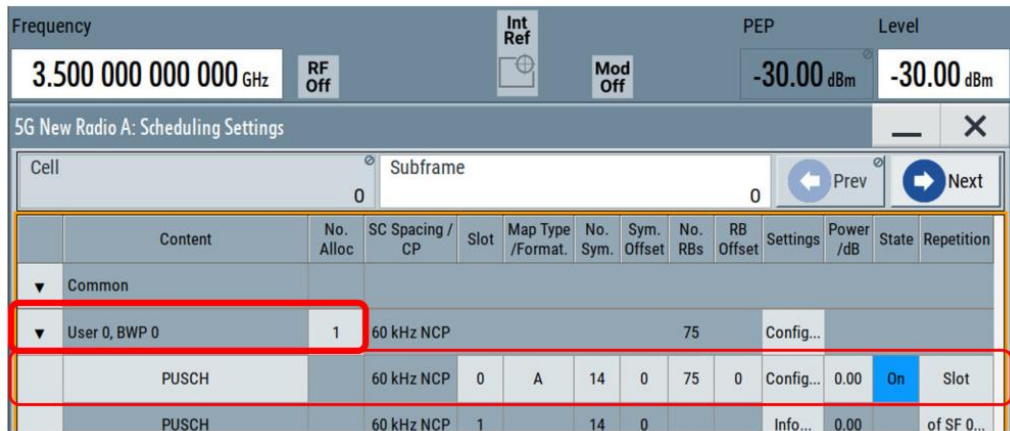 Frequency
Int
Ref
PEP
Level
3.500 000 000 000 GHz
RF
Off
Mod
Off
-30.00 dBm
-30.00 dBm
5G New Radio A: Scheduling Settings
Cell
0
Subframe
0
Prev
Next
Content No. Alloc SC Spacing / CP Slot Map Type /Format. No. Sym. Sym. Offset No. RBs RB Offset Settings Power /dB State Repetition
Common
User 0, BWP 0 1 60 kHz NCP 75 Config...
PUSCH 60 kHz NCP 0 A 14 0 75 0 Config... 0.00 On Slot
PUSCH 60 kHz NCP 1 14 0 Info... 0.00 of SF 0...